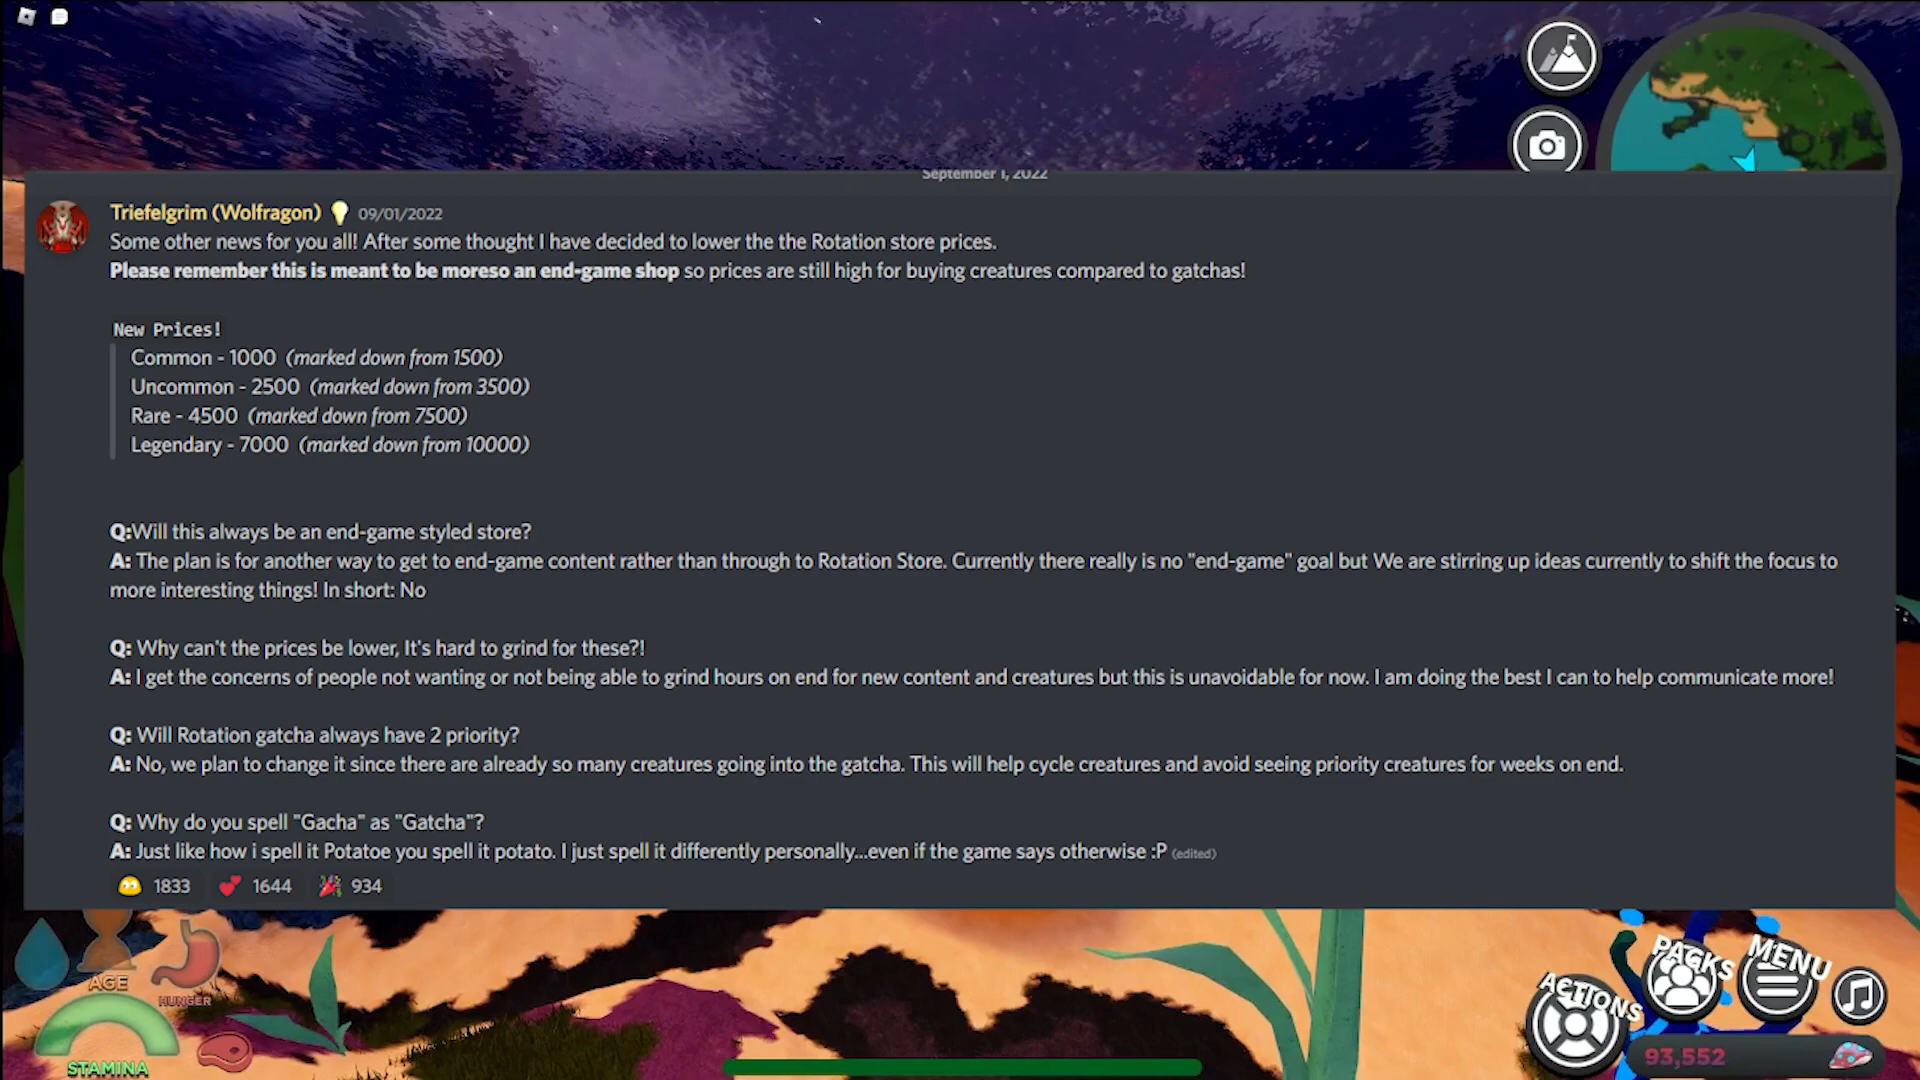 September 1, 2022
Triefelgrim (Wolfragon) 09/01/2022
Some other news for you all! After some thought I have decided to lower the the Rotation store prices.
Please remember this is meant to be moreso an end-game shop so prices are still high for buying creatures compared to gatchas!
New Prices!
Common - 1000 (marked down from 1500)
Uncommon - 2500 (marked down from 3500)
Rare - 4500 (marked down from 7500)
Legendary - 7000 (marked down from 10000)
Q:Will this always be an end-game styled store?
A: The plan is for another way to get to end-game content rather than through to Rotation Store. Currently there really is no "end-game" goal but We are stirring up ideas currently to shift the focus to
more interesting things! In short: No
Q: Why can't the prices be lower, It's hard to grind for these?!
A: I get the concerns of people not wanting or not being able to grind hours on end for new content and creatures but this is unavoidable for now. I am doing the best I can to help communicate more!
Q: Will Rotation gatcha always have 2 priority?
A: No, we plan to change it since there are already so many creatures going into the gatcha. This will help cycle creatures and avoid seeing priority creatures for weeks on end.
Q: Why do you spell "Gacha" as "Gatcha"?
A: Just like how i spell it Potatoe you spell it potato. I just spell it differently personally...even if the game says otherwise :P (edited)
1833 1644 934
AGE
HUNGER
STAMINA
ACTIONS
PACKS
MENU
93,552